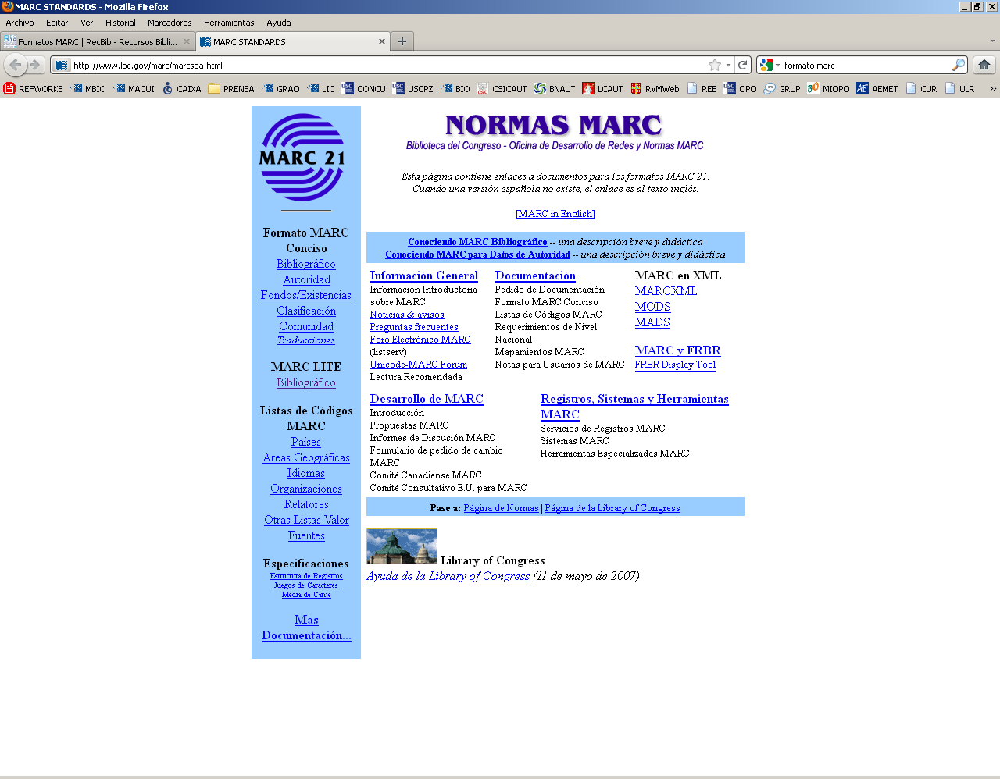 MARC STANDARDS - Mozilla Firefox
Archivo Editar Ver Historial Marcadores Herramientas Ayuda
Formatos MARC | RecBib - Recursos Bibli... MARC STANDARDS
http://www.loc.gov/marc/marcspa.html formato marc
REFWORKS MBIO MACUI CAIXA PRENSA GRAO LIC CONCU USCPZ BIO CSICAUT BNAUT LCAUT RVMWeb REB OPO GRUP MIOPO AEMET CUR ULR »
MARC 21
Formato MARC
Conciso
Bibliográfico
Autoridad
Fondos/Existencias
Clasificación
Comunidad
Traducciones
MARC LITE
Bibliográfico
Listas de Códigos
MARC
Países
Areas Geográficas
Idiomas
Organizaciones
Relatores
Otras Listas Valor
Fuentes
Especificaciones
Estructura de Registros
Juegos de Caracteres
Media de Canje
Mas
Documentación...
NORMAS MARC
Biblioteca del Congreso - Oficina de Desarrollo de Redes y Normas MARC
Esta página contiene enlaces a documentos para los formatos MARC 21.
Cuando una versión española no existe, el enlace es al texto inglés.
[MARC in English]
Conociendo MARC Bibliográfico -- una descripción breve y didáctica
Conociendo MARC para Datos de Autoridad -- una descripción breve y didáctica
Información General
Información Introductoria
sobre MARC
Noticias & avisos
Preguntas frecuentes
Foro Electrónico MARC
(listserv)
Unicode-MARC Forum
Lectura Recomendada
Documentación
Pedido de Documentación
Formato MARC Conciso
Listas de Códigos MARC
Requerimientos de Nivel
Nacional
Mapamientos MARC
Notas para Usuarios de MARC
MARC en XML
MARCXML
MODS
MADS
MARC y FRBR
FRBR Display Tool
Desarrollo de MARC
Introducción
Propuestas MARC
Informes de Discusión MARC
Formulario de pedido de cambio
MARC
Comité Canadiense MARC
Comité Consultativo E.U. para MARC
Registros, Sistemas y Herramientas
MARC
Servicios de Registros MARC
Sistemas MARC
Herramientas Especializadas MARC
Pase a: Página de Normas | Página de la Library of Congress
Library of Congress
Ayuda de la Library of Congress (11 de mayo de 2007)